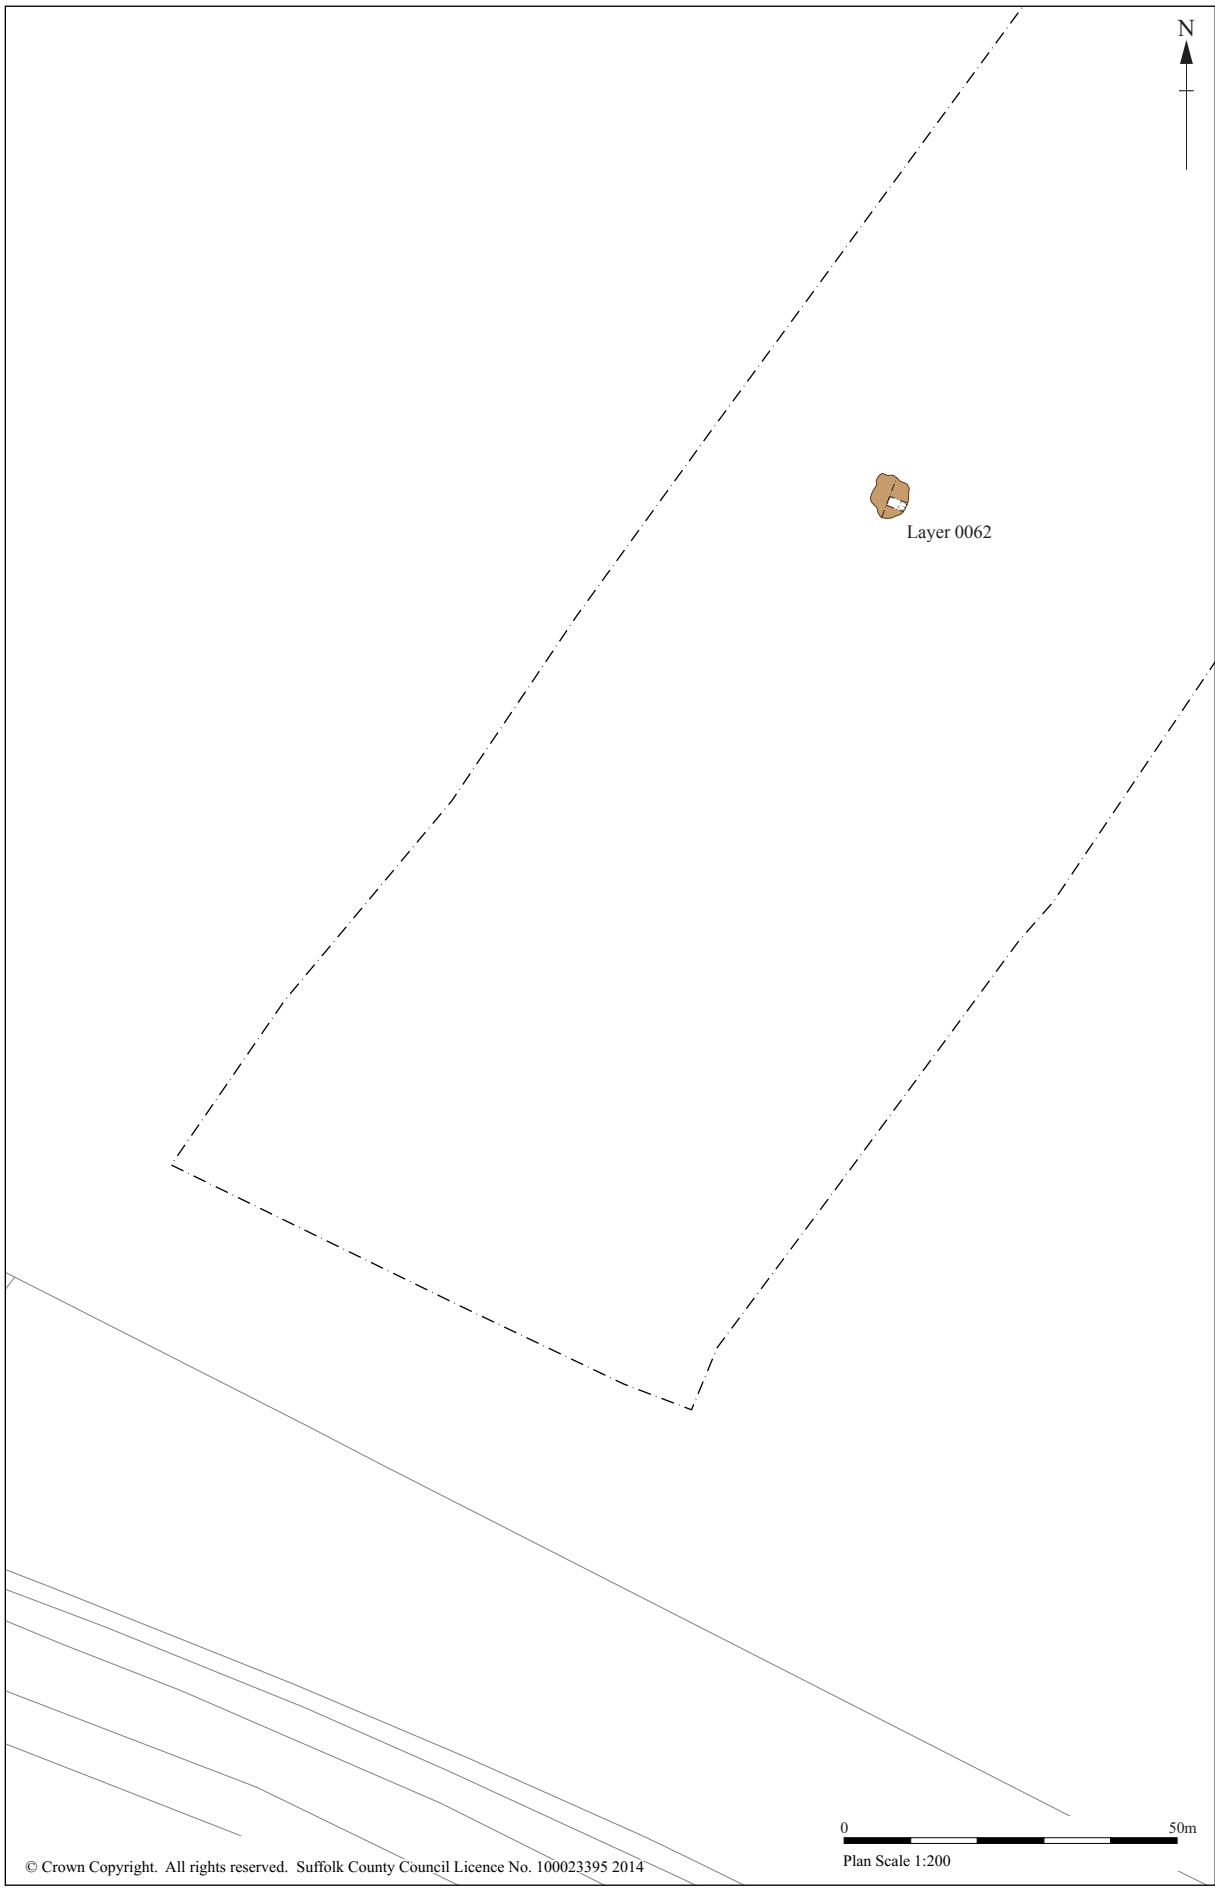 N
Layer 0062
0 50m
Plan Scale 1:200
© Crown Copyright. All rights reserved. Suffolk County Council Licence No. 100023395 2014